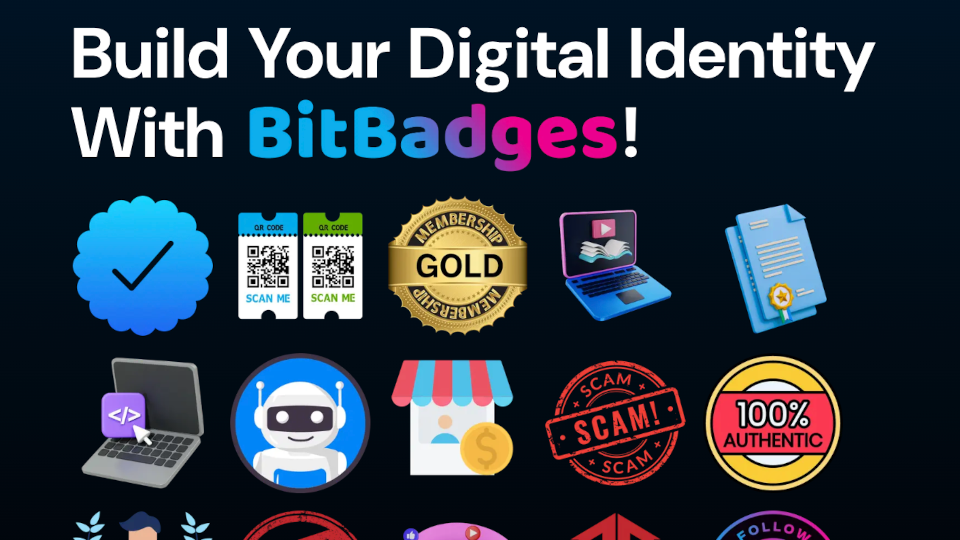 Build Your Digital Identity
With BitBadges!
QR CODE
QR CODE
SCAN ME
SCAN ME
MEMBERSHIP
GOLD
MEMBERSHIP
</>
SCAM
SCAM!
SCAM
$
100%
AUTHENTIC
FOLLOW